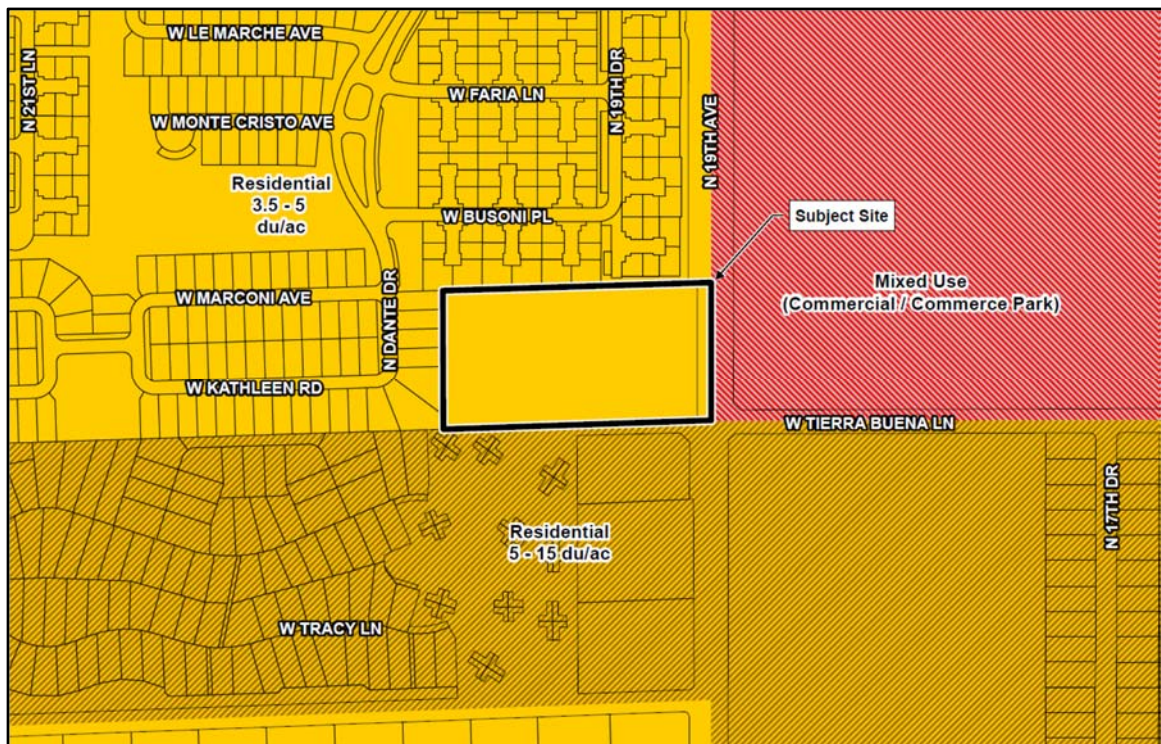 W LE MARCHE AVE
N 21ST LN
W MONTE CRISTO AVE
W FARIA LN
N 19TH DR
N 19TH AVE
Residential
3.5 - 5
du/ac
W BUSONI PL
Subject Site
W MARCONI AVE
N DANTE DR
Mixed Use
(Commercial / Commerce Park)
W KATHLEEN RD
W TIERRA BUENA LN
N 17TH DR
Residential
5 - 15 du/ac
W TRACY LN